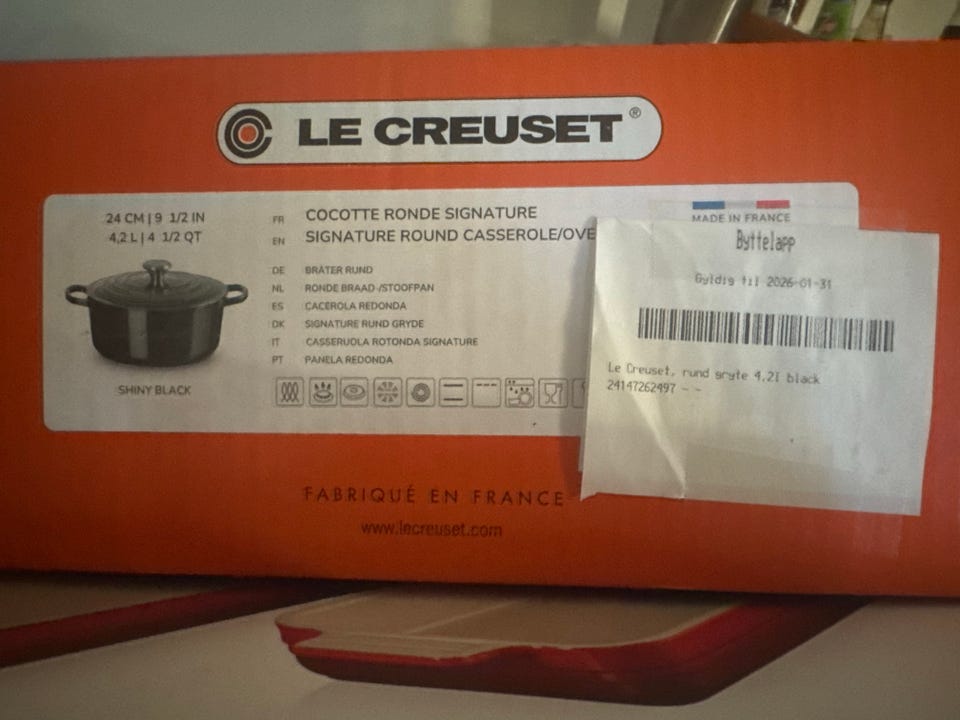 LE CREUSET®
24 CM | 9 1/2 IN
4,2 L | 4 1/2 QT
SHINY BLACK
FR COCOTTE RONDE SIGNATURE
EN SIGNATURE ROUND CASSEROLE/OVE
DE BRÄTER RUND
NL RONDE BRAAD-/STOOFPAN
ES CACEROLA REDONDA
DK SIGNATURE RUND GRYDE
IT CASSERUOLA ROTONDA SIGNATURE
PT PANELA REDONDA
MADE IN FRANCE
Byttelapp
Gyldig til 2026-01-31
Le Creuset, rund gryte 4,2l black
24147262497 - -
FABRIQUÉ EN FRANCE
www.lecreuset.com